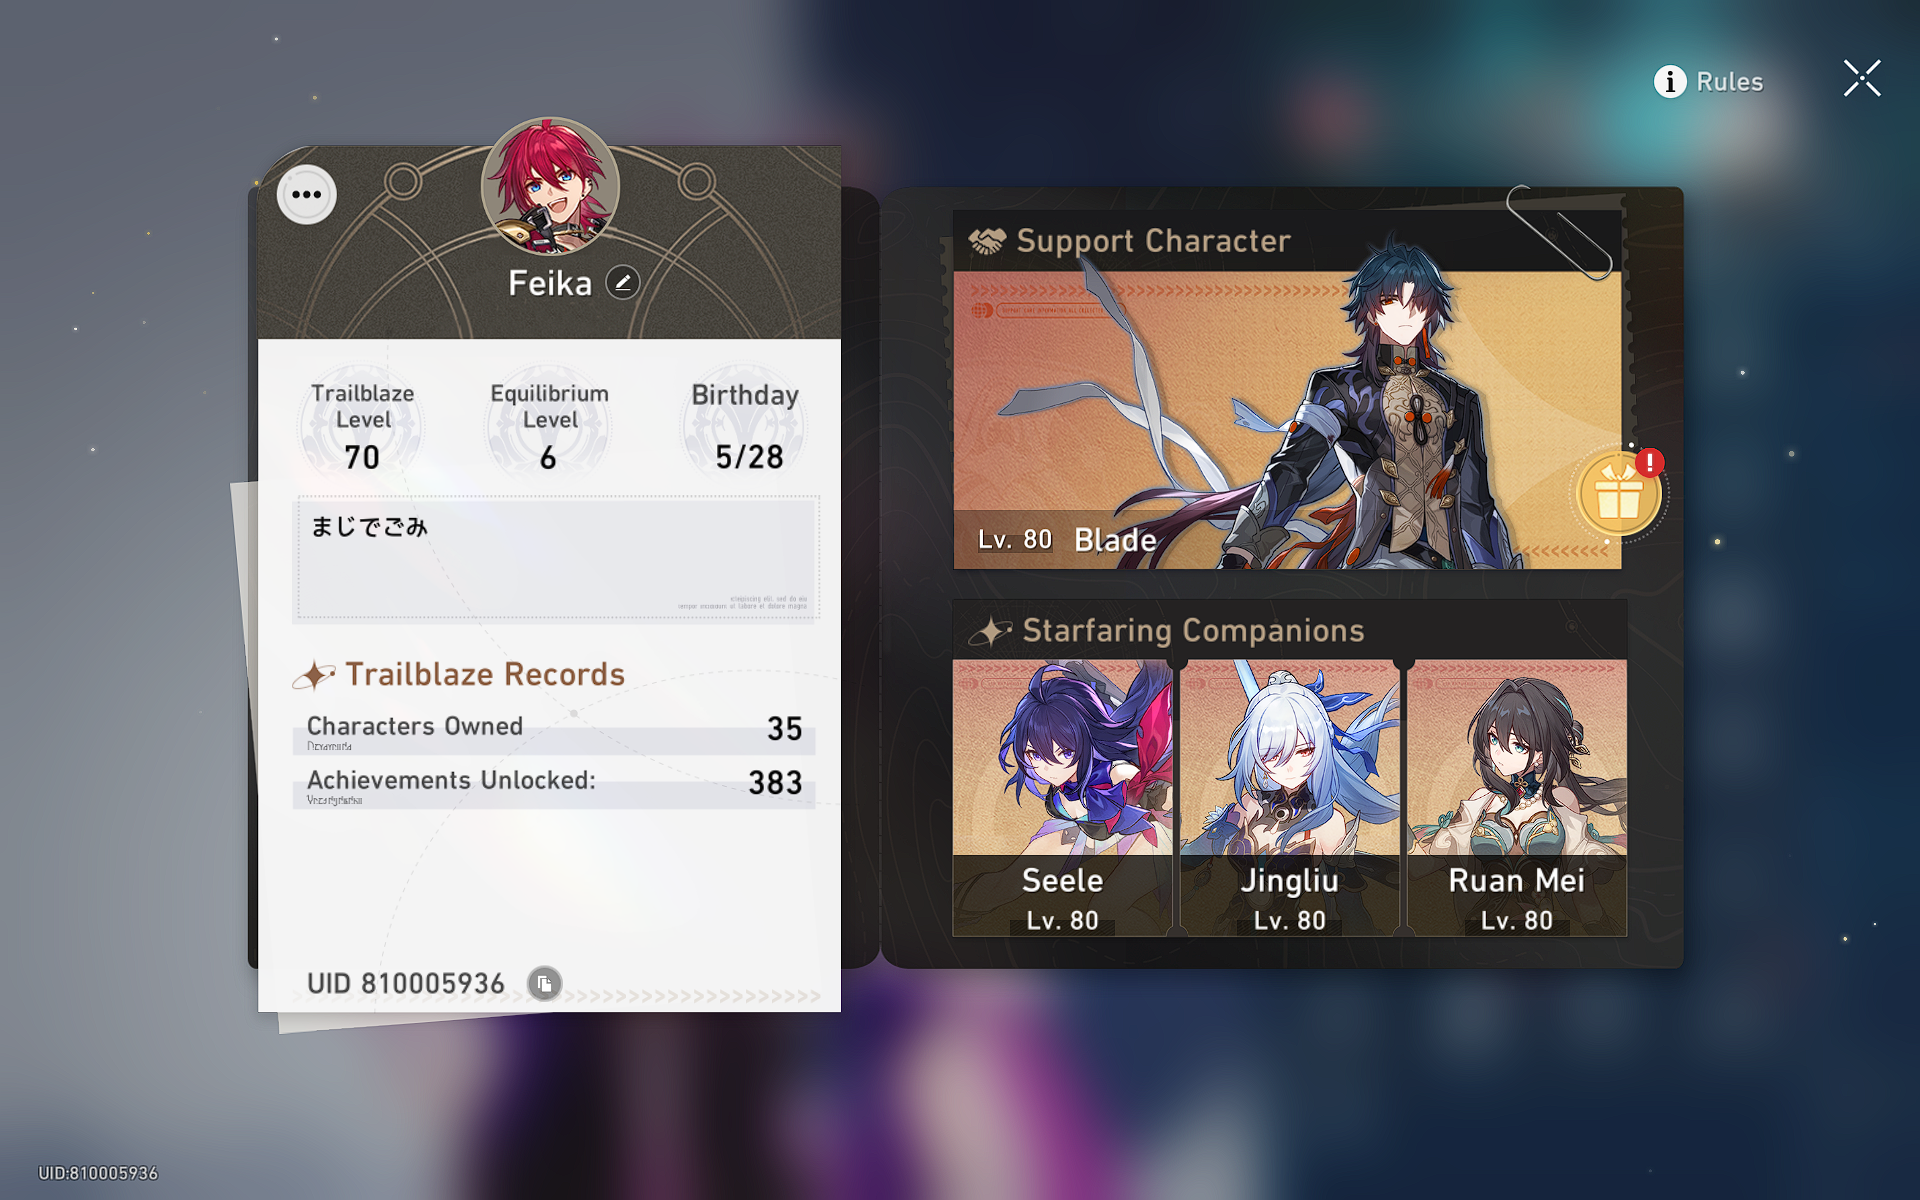 Rules
Feika
Trailblaze
Level
70
Equilibrium
Level
6
Birthday
5/28
まじでごみ
Trailblaze Records
Characters Owned
35
Achievements Unlocked:
383
UID 810005936
Support Character
Lv. 80 Blade
Starfaring Companions
Seele
Lv. 80
Jingliu
Lv. 80
Ruan Mei
Lv. 80
UID:810005936